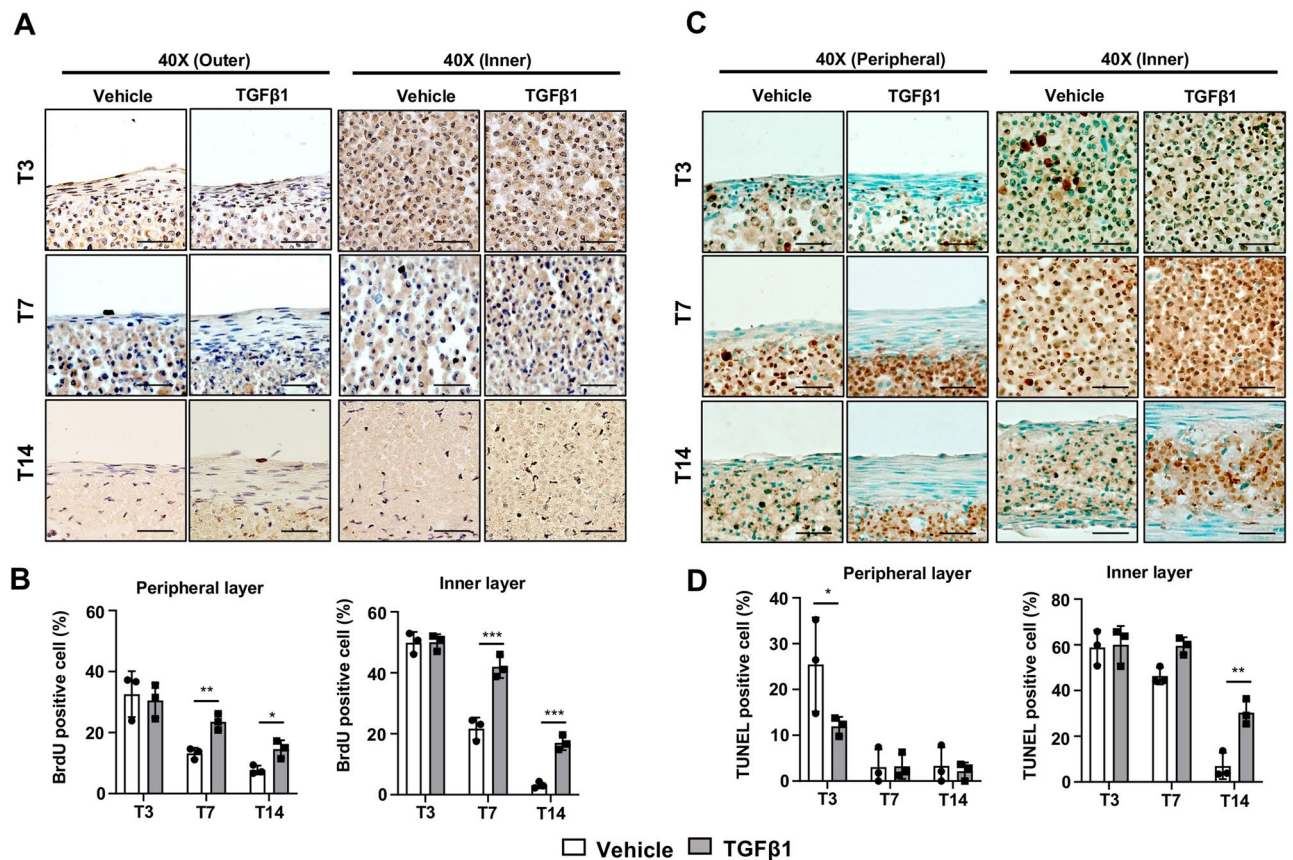 A
40X (Outer)
40X (Inner)
Vehicle
TGFβ1
Vehicle
TGFβ1
T3
T7
T14
C
40X (Peripheral)
40X (Inner)
Vehicle
TGFβ1
Vehicle
TGFβ1
T3
T7
T14
B
Peripheral layer
BrdU positive cell (%)
60
40
20
0
**
*
T3
T7
T14
Inner layer
BrdU positive cell (%)
60
40
20
0
***
***
T3
T7
T14
D
Peripheral layer
TUNEL positive cell (%)
40
30
20
10
0
*
T3
T7
T14
Inner layer
TUNEL positive cell (%)
80
60
40
20
0
**
T3
T7
T14
Vehicle
TGFβ1